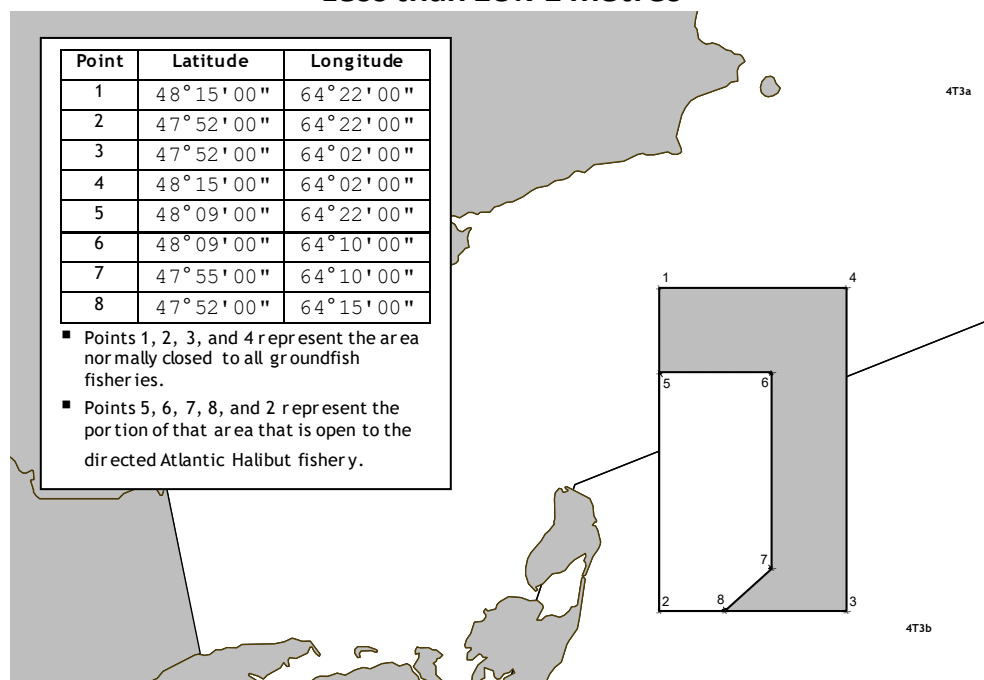 Point Latitude Longitude
1 48°15'00" 64°22'00"
2 47°52'00" 64°22'00"
3 47°52'00" 64°02'00"
4 48°15'00" 64°02'00"
5 48°09'00" 64°22'00"
6 48°09'00" 64°10'00"
7 47°55'00" 64°10'00"
8 47°52'00" 64°15'00"
▪ Points 1, 2, 3, and 4 represent the area
normally closed to all groundfish
fisheries.
▪ Points 5, 6, 7, 8, and 2 represent the
portion of that area that is open to the
directed Atlantic Halibut fishery.
4T3a
1
4
5
6
7
2
8
3
4T3b